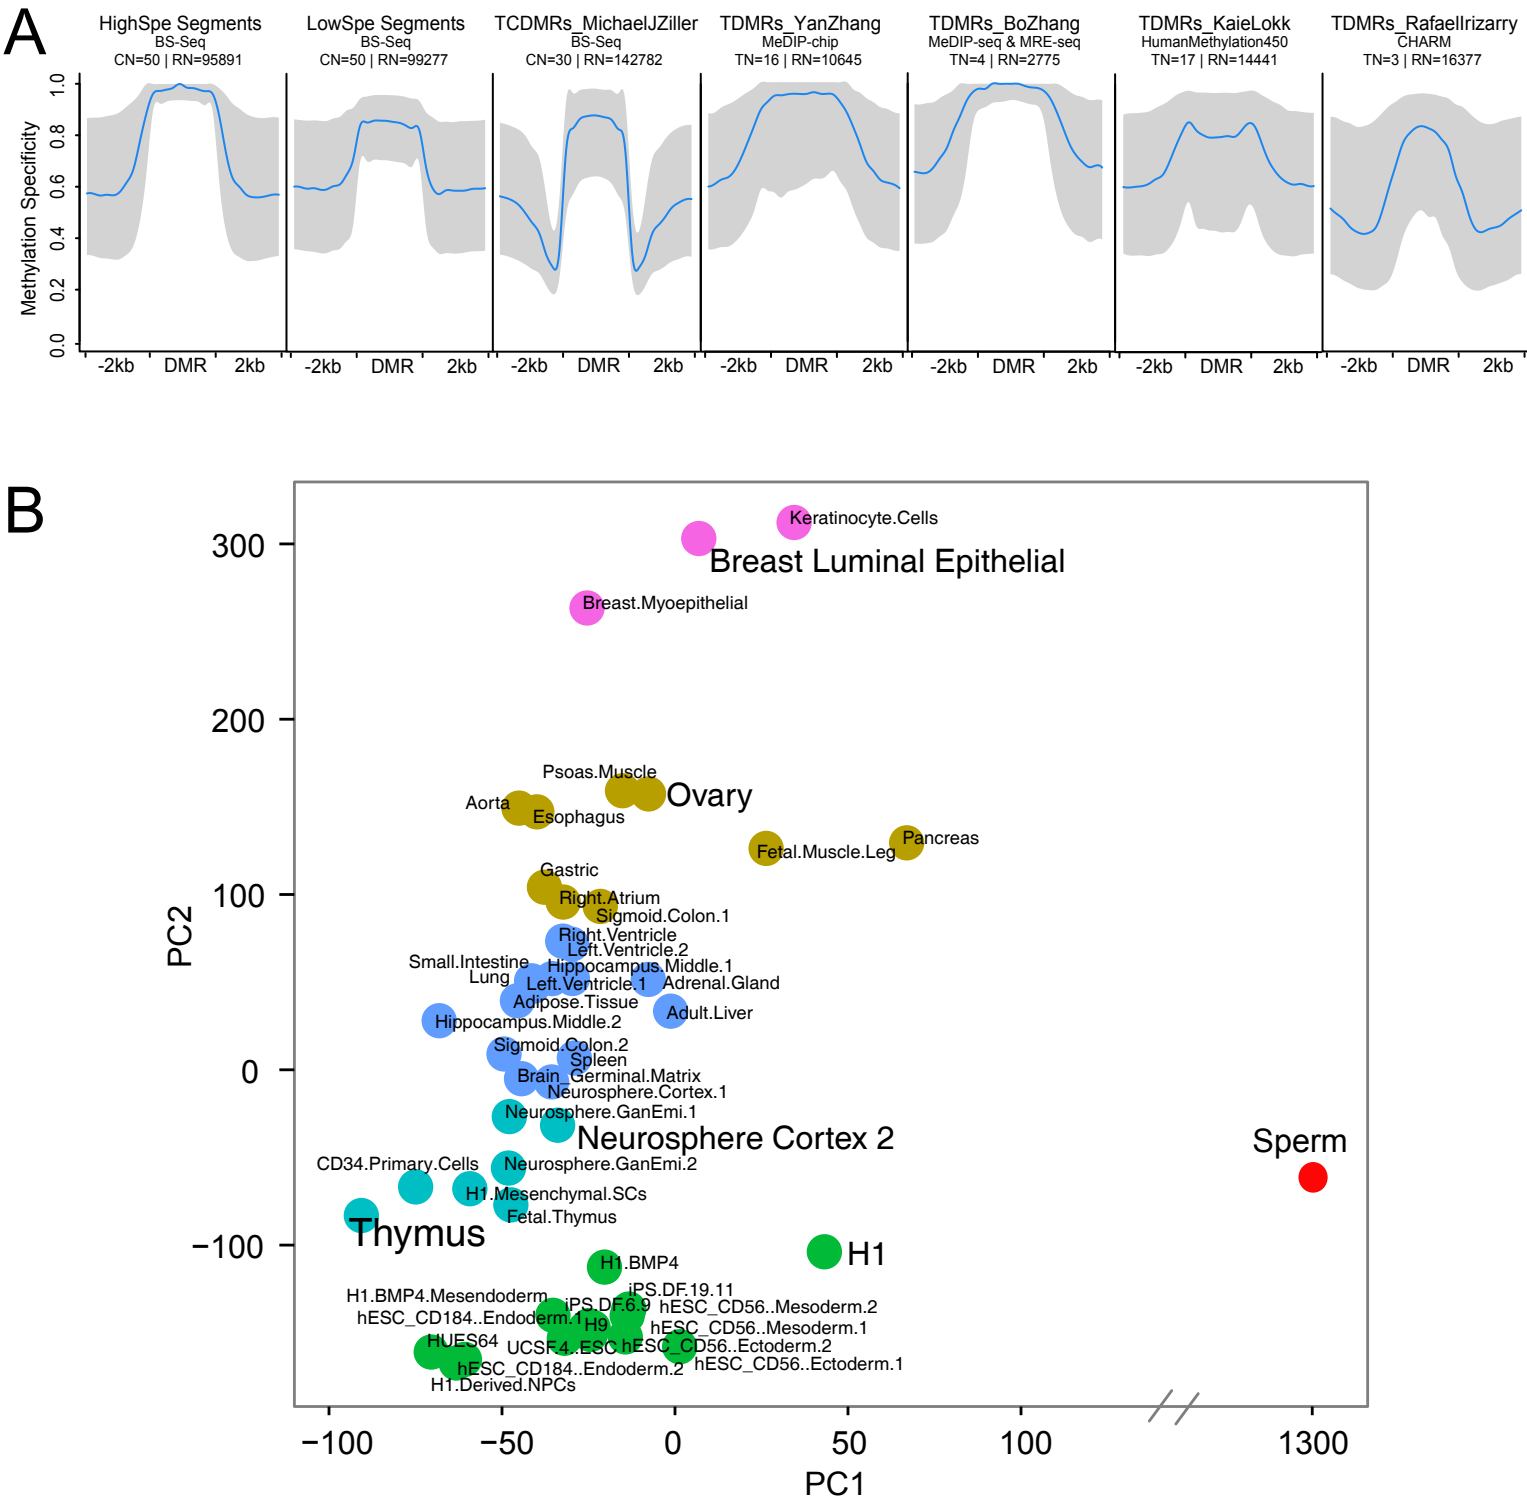 A
HighSpe Segments
BS-Seq
CN=50 | RN=95891
LowSpe Segments
BS-Seq
CN=50 | RN=99277
TCDMRs_MichaelJZiller
BS-Seq
CN=30 | RN=142782
TDMRs_YanZhang
MeDIP-chip
TN=16 | RN=10645
TDMRs_BoZhang
MeDIP-seq & MRE-seq
TN=4 | RN=2775
TDMRs_KaieLokk
HumanMethylation450
TN=17 | RN=14441
TDMRs_RafaelIrizarry
CHARM
TN=3 | RN=16377
Methylation Specificity
1.0
0.8
0.6
0.4
0.2
0.0
-2kb DMR 2kb
-2kb DMR 2kb
-2kb DMR 2kb
-2kb DMR 2kb
-2kb DMR 2kb
-2kb DMR 2kb
-2kb DMR 2kb
B
PC2
300
200
100
0
−100
Keratinocyte.Cells
Breast Luminal Epithelial
Breast.Myoepithelial
Psoas.Muscle
Ovary
Aorta
Esophagus
Pancreas
Fetal.Muscle.Leg
Gastric
Right.Atrium
Sigmoid.Colon.1
Right.Ventricle
Left.Ventricle.2
Small.Intestine
Hippocampus.Middle.1
Lung
Left.Ventricle.1
Adrenal.Gland
Adipose.Tissue
Adult.Liver
Hippocampus.Middle.2
Sigmoid.Colon.2
Spleen
Brain_Germinal.Matrix
Neurosphere.Cortex.1
Neurosphere.GanEmi.1
Neurosphere Cortex 2
Sperm
CD34.Primary.Cells
Neurosphere.GanEmi.2
H1.Mesenchymal.SCs
Fetal.Thymus
Thymus
H1
H1.BMP4
iPS.DF.19.11
H1.BMP4.Mesendoderm
iPS.DF.6.9
hESC_CD56..Mesoderm.2
hESC_CD184..Endoderm.1
H9
hESC_CD56..Mesoderm.1
HUES64
UCSF.4..ESC
hESC_CD56..Ectoderm.2
hESC_CD56..Ectoderm.1
hESC_CD184..Endoderm.2
H1.Derived.NPCs
−100
−50
0
50
100
1300
PC1